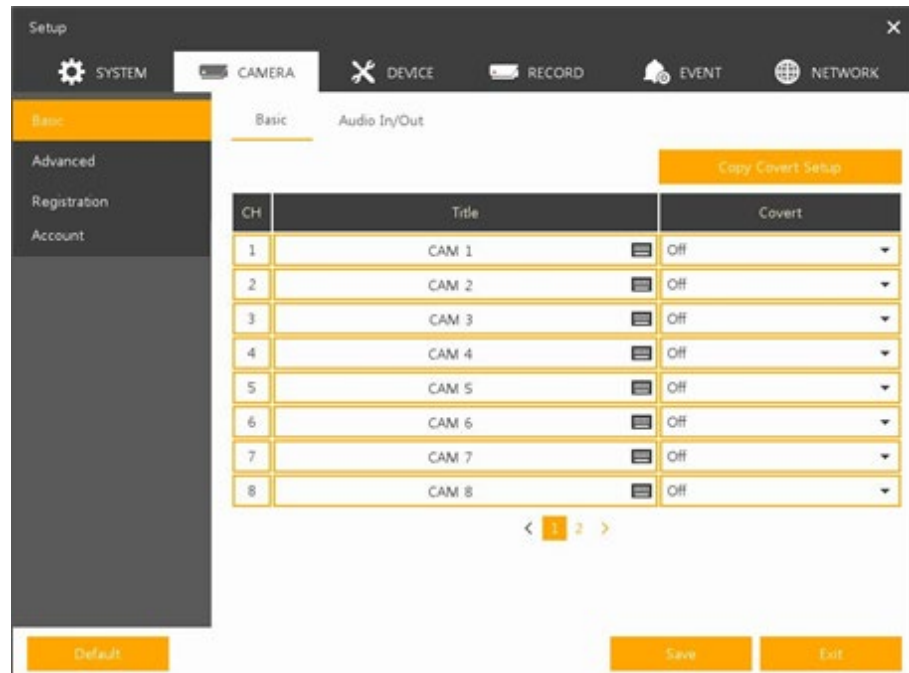 Setup
SYSTEM CAMERA DEVICE RECORD EVENT NETWORK
Basic
Advanced
Registration
Account
Basic Audio In/Out
Copy Covert Setup
CH Title Covert
1 CAM 1 Off
2 CAM 2 Off
3 CAM 3 Off
4 CAM 4 Off
5 CAM 5 Off
6 CAM 6 Off
7 CAM 7 Off
8 CAM 8 Off
< 1 2 >
Default Save Exit